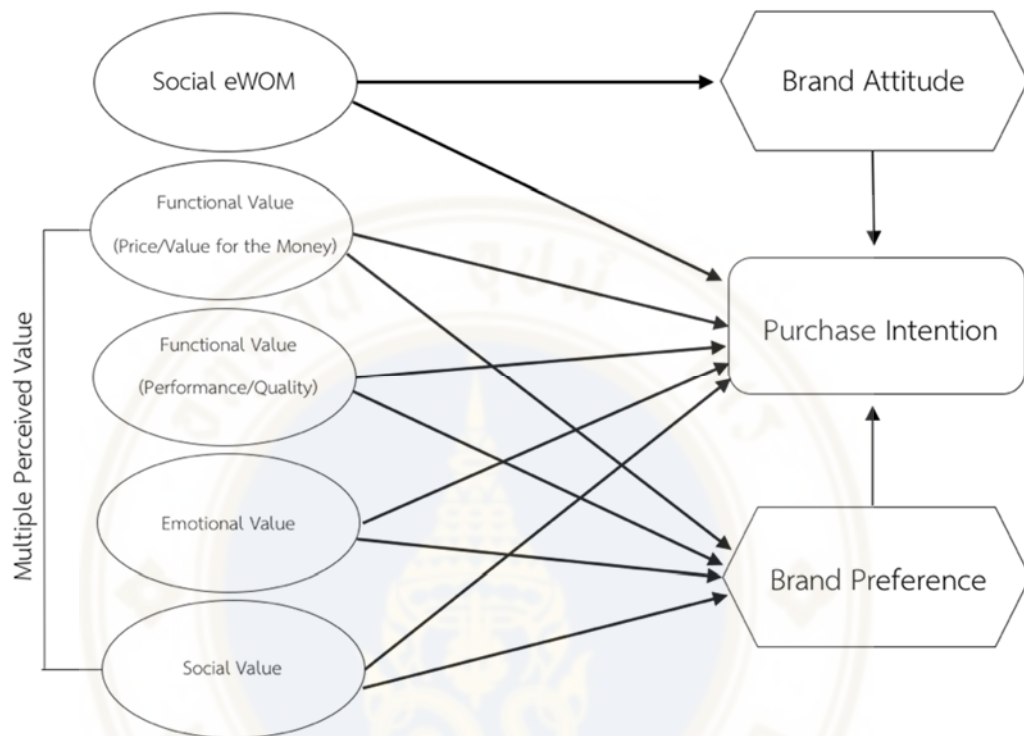 Social eWOM
Brand Attitude
Functional Value
(Price/Value for the Money)
Purchase Intention
Functional Value
(Performance/Quality)
Multiple Perceived Value
Emotional Value
Brand Preference
Social Value